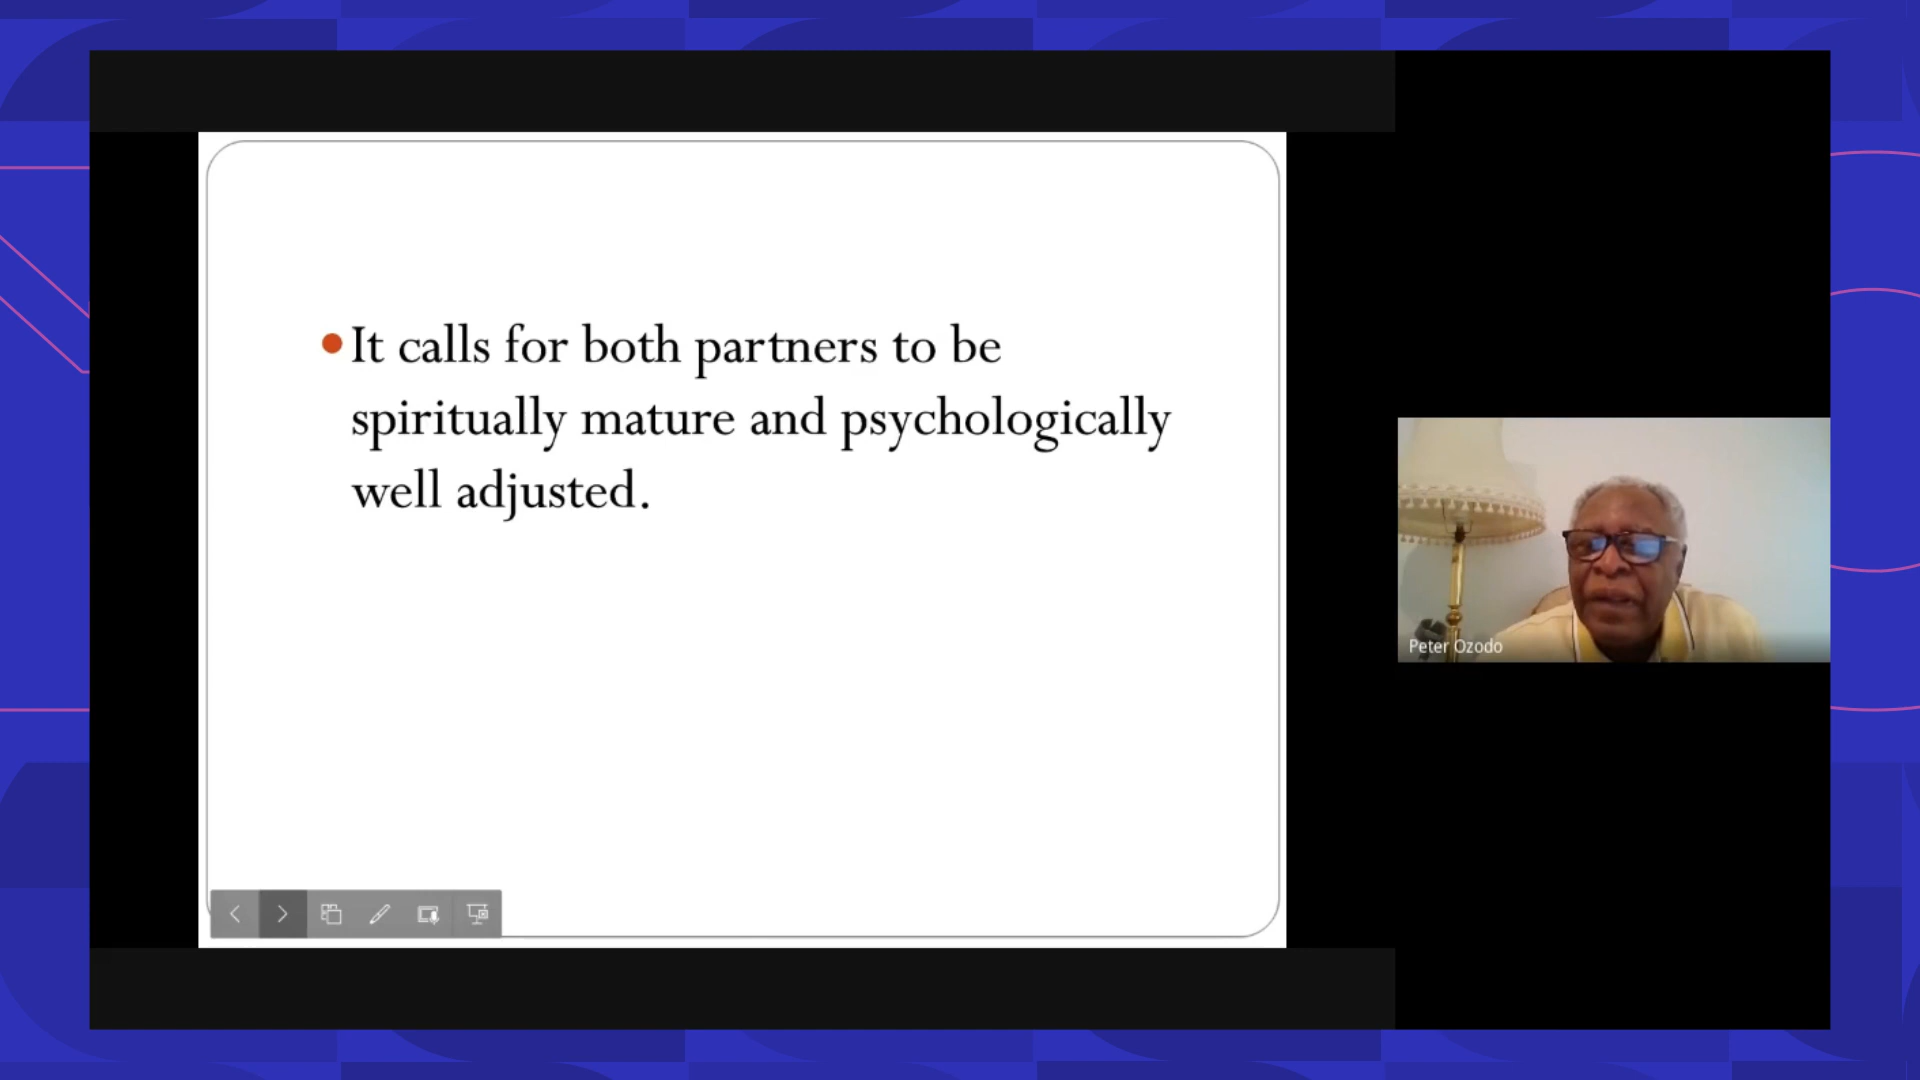 It calls for both partners to be
spiritually mature and psychologically
well adjusted.
Peter Ozodo